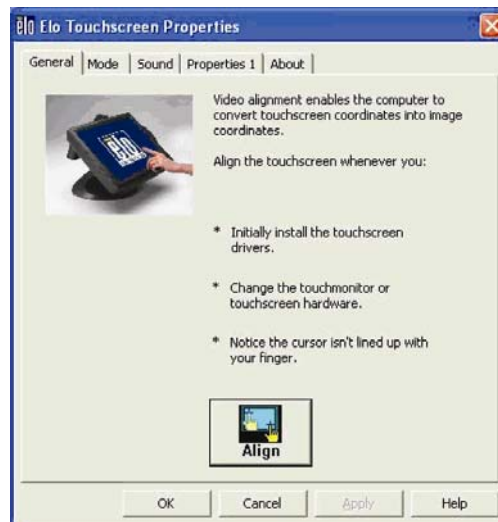 elo Elo Touchscreen Properties
General Mode Sound Properties 1 About
elo
Video alignment enables the computer to
convert touchscreen coordinates into image
coordinates.
Align the touchscreen whenever you:
* Initially install the touchscreen
drivers.
* Change the touchmonitor or
touchscreen hardware.
* Notice the cursor isn't lined up with
your finger.
Align
OK Cancel Apply Help